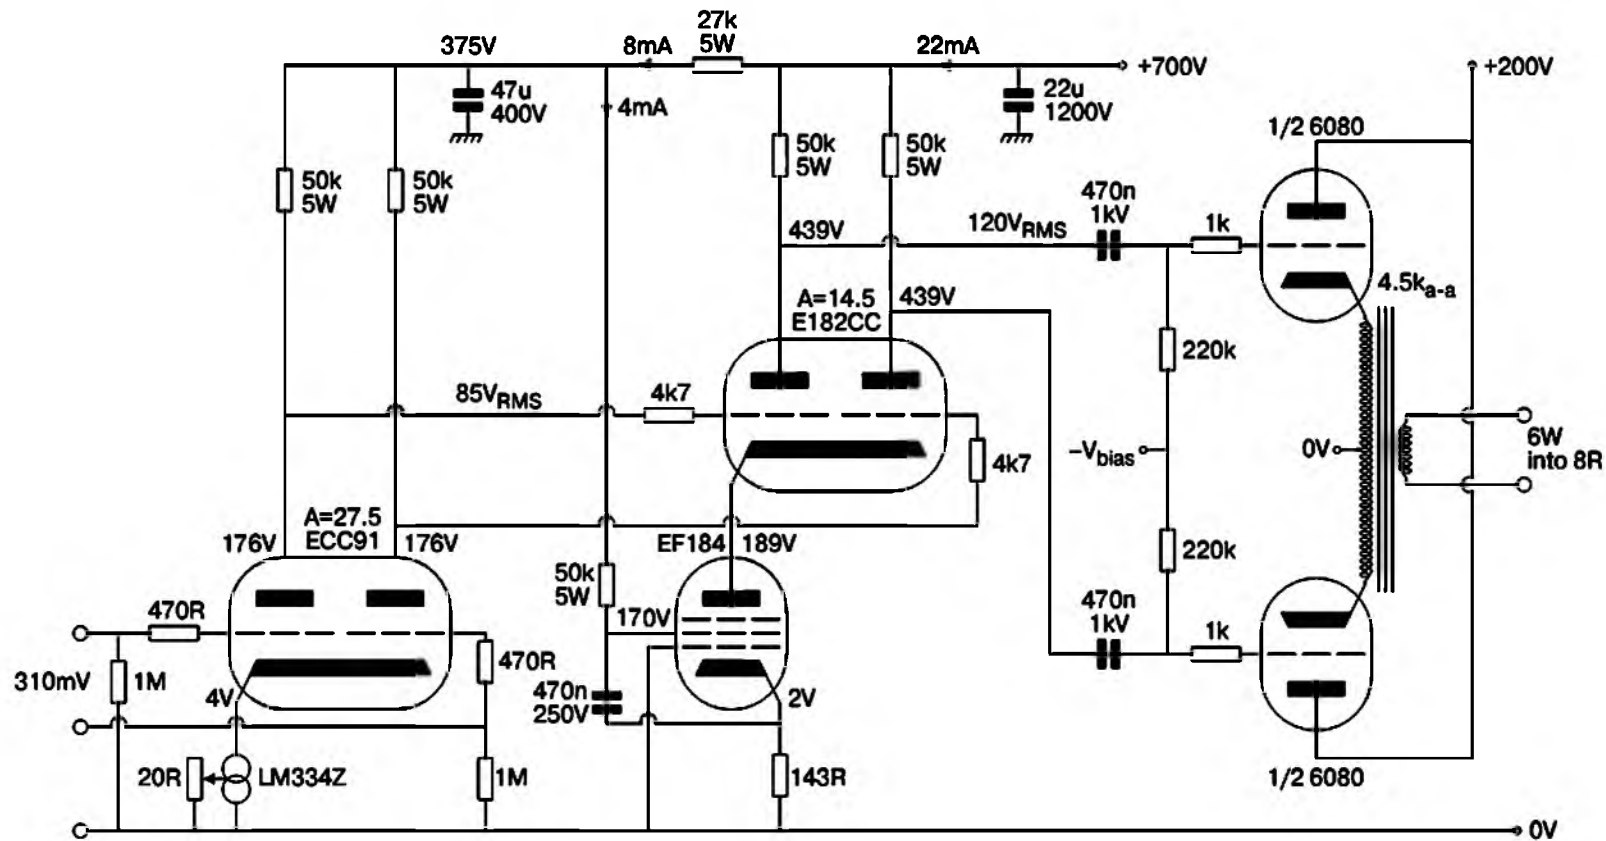 27k
5W
375V
8mA
22mA
+700V
+200V
47u
400V
4mA
22u
1200V
1/2 6080
50k
5W
50k
5W
50k
5W
50k
5W
470n
1kV
120VRMS
1k
439V
4.5ka-a
A=14.5
E182CC
439V
220k
85VRMS
4k7
–Vbias
0V
4k7
6W
into 8R
A=27.5
ECC91
176V
176V
EF184
189V
220k
50k
5W
470n
1kV
470R
170V
1k
310mV
1M
470R
4V
470n
250V
2V
20R
LM334Z
1M
143R
1/2 6080
0V